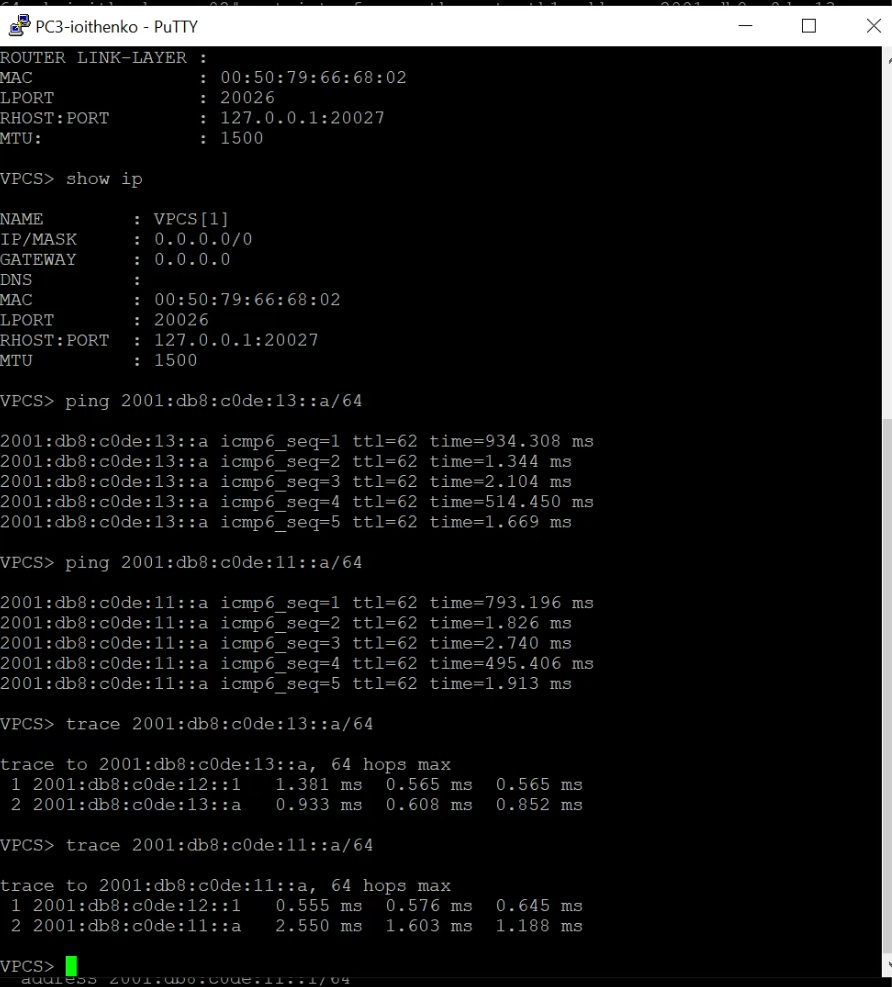 PC3-ioithenko - PuTTY
ROUTER LINK-LAYER :
MAC : 00:50:79:66:68:02
LPORT : 20026
RHOST:PORT : 127.0.0.1:20027
MTU: : 1500
VPCS> show ip
NAME : VPCS[1]
IP/MASK : 0.0.0.0/0
GATEWAY : 0.0.0.0
DNS :
MAC : 00:50:79:66:68:02
LPORT : 20026
RHOST:PORT : 127.0.0.1:20027
MTU : 1500
VPCS> ping 2001:db8:c0de:13::a/64
2001:db8:c0de:13::a icmp6_seq=1 ttl=62 time=934.308 ms
2001:db8:c0de:13::a icmp6_seq=2 ttl=62 time=1.344 ms
2001:db8:c0de:13::a icmp6_seq=3 ttl=62 time=2.104 ms
2001:db8:c0de:13::a icmp6_seq=4 ttl=62 time=514.450 ms
2001:db8:c0de:13::a icmp6_seq=5 ttl=62 time=1.669 ms
VPCS> ping 2001:db8:c0de:11::a/64
2001:db8:c0de:11::a icmp6_seq=1 ttl=62 time=793.196 ms
2001:db8:c0de:11::a icmp6_seq=2 ttl=62 time=1.826 ms
2001:db8:c0de:11::a icmp6_seq=3 ttl=62 time=2.740 ms
2001:db8:c0de:11::a icmp6_seq=4 ttl=62 time=495.406 ms
2001:db8:c0de:11::a icmp6_seq=5 ttl=62 time=1.913 ms
VPCS> trace 2001:db8:c0de:13::a/64
trace to 2001:db8:c0de:13::a, 64 hops max
1 2001:db8:c0de:12::1 1.381 ms 0.565 ms 0.565 ms
2 2001:db8:c0de:13::a 0.933 ms 0.608 ms 0.852 ms
VPCS> trace 2001:db8:c0de:11::a/64
trace to 2001:db8:c0de:11::a, 64 hops max
1 2001:db8:c0de:12::1 0.555 ms 0.576 ms 0.645 ms
2 2001:db8:c0de:11::a 2.550 ms 1.603 ms 1.188 ms
VPCS>
address 2001:db8:c0de:11::1/64